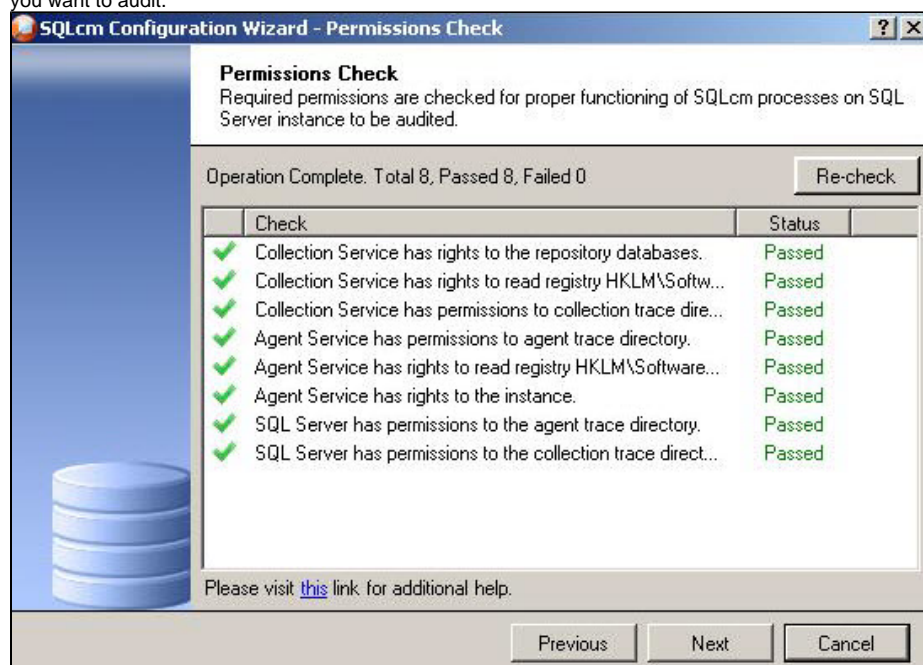 you want to audit.
SQLcm Configuration Wizard - Permissions Check
Permissions Check
Required permissions are checked for proper functioning of SQLcm processes on SQL
Server instance to be audited.
Operation Complete. Total 8, Passed 8, Failed 0
Re-check
Check Status
Collection Service has rights to the repository databases. Passed
Collection Service has rights to read registry HKLM\Softw... Passed
Collection Service has permissions to collection trace dire... Passed
Agent Service has permissions to agent trace directory. Passed
Agent Service has rights to read registry HKLM\Software... Passed
Agent Service has rights to the instance. Passed
SQL Server has permissions to the agent trace directory. Passed
SQL Server has permissions to the collection trace direct... Passed
Please visit this link for additional help.
Previous Next Cancel